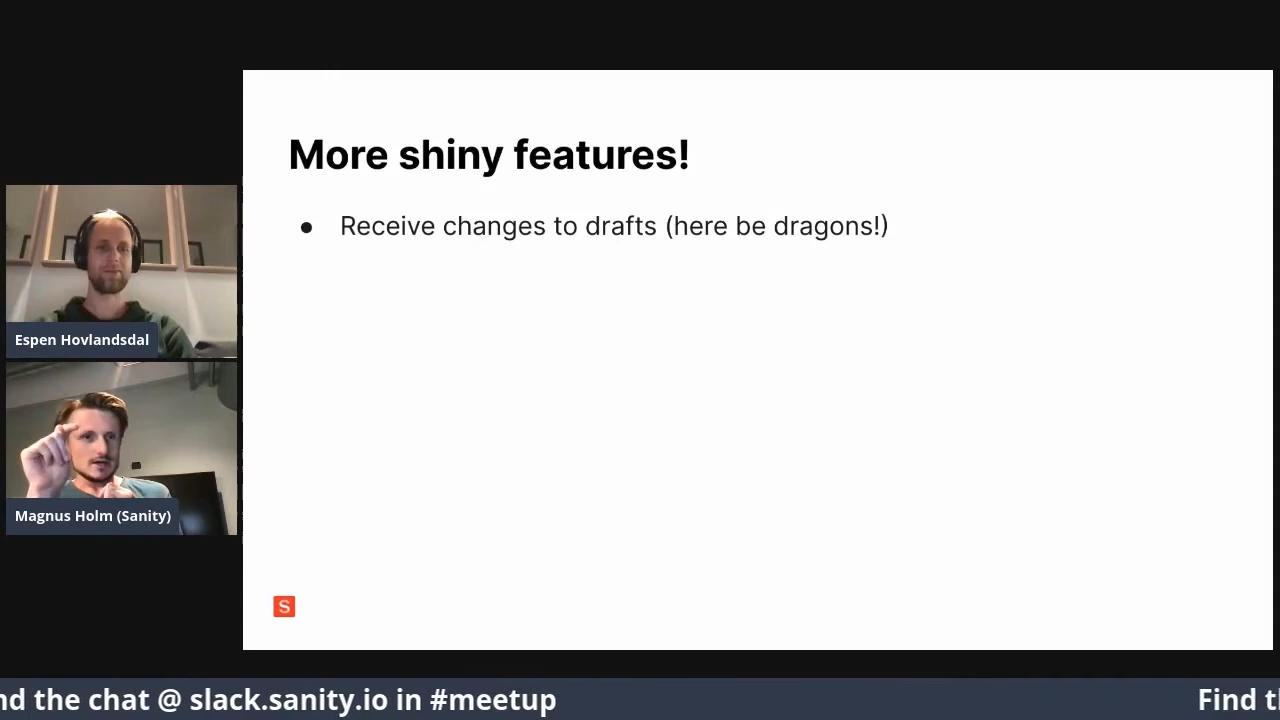 More shiny features!
● Receive changes to drafts (here be dragons!)
Espen Hovlandsdal
Magnus Holm (Sanity)
S
nd the chat @ slack.sanity.io in #meetup
Find th